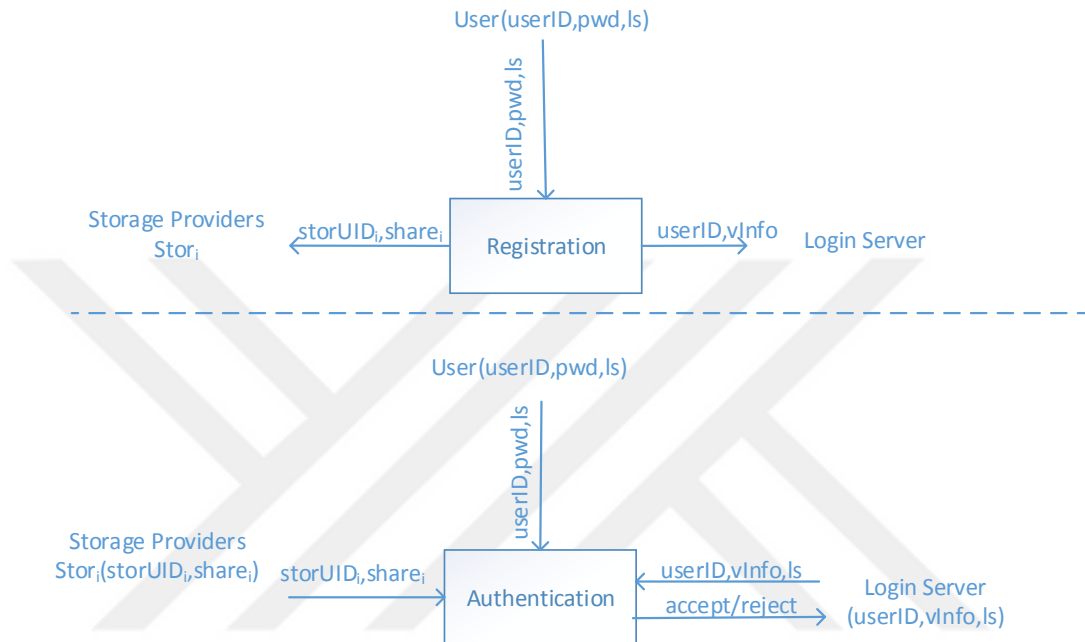 User(userID,pwd,ls)
userID,pwd,ls
Storage Providers
Storᵢ
storUIDᵢ,shareᵢ
Registration
userID,vInfo
Login Server
User(userID,pwd,ls)
userID,pwd,ls
Storage Providers
Storᵢ(storUIDᵢ,shareᵢ)
storUIDᵢ,shareᵢ
Authentication
userID,vInfo,ls
accept/reject
Login Server
(userID,vInfo,ls)